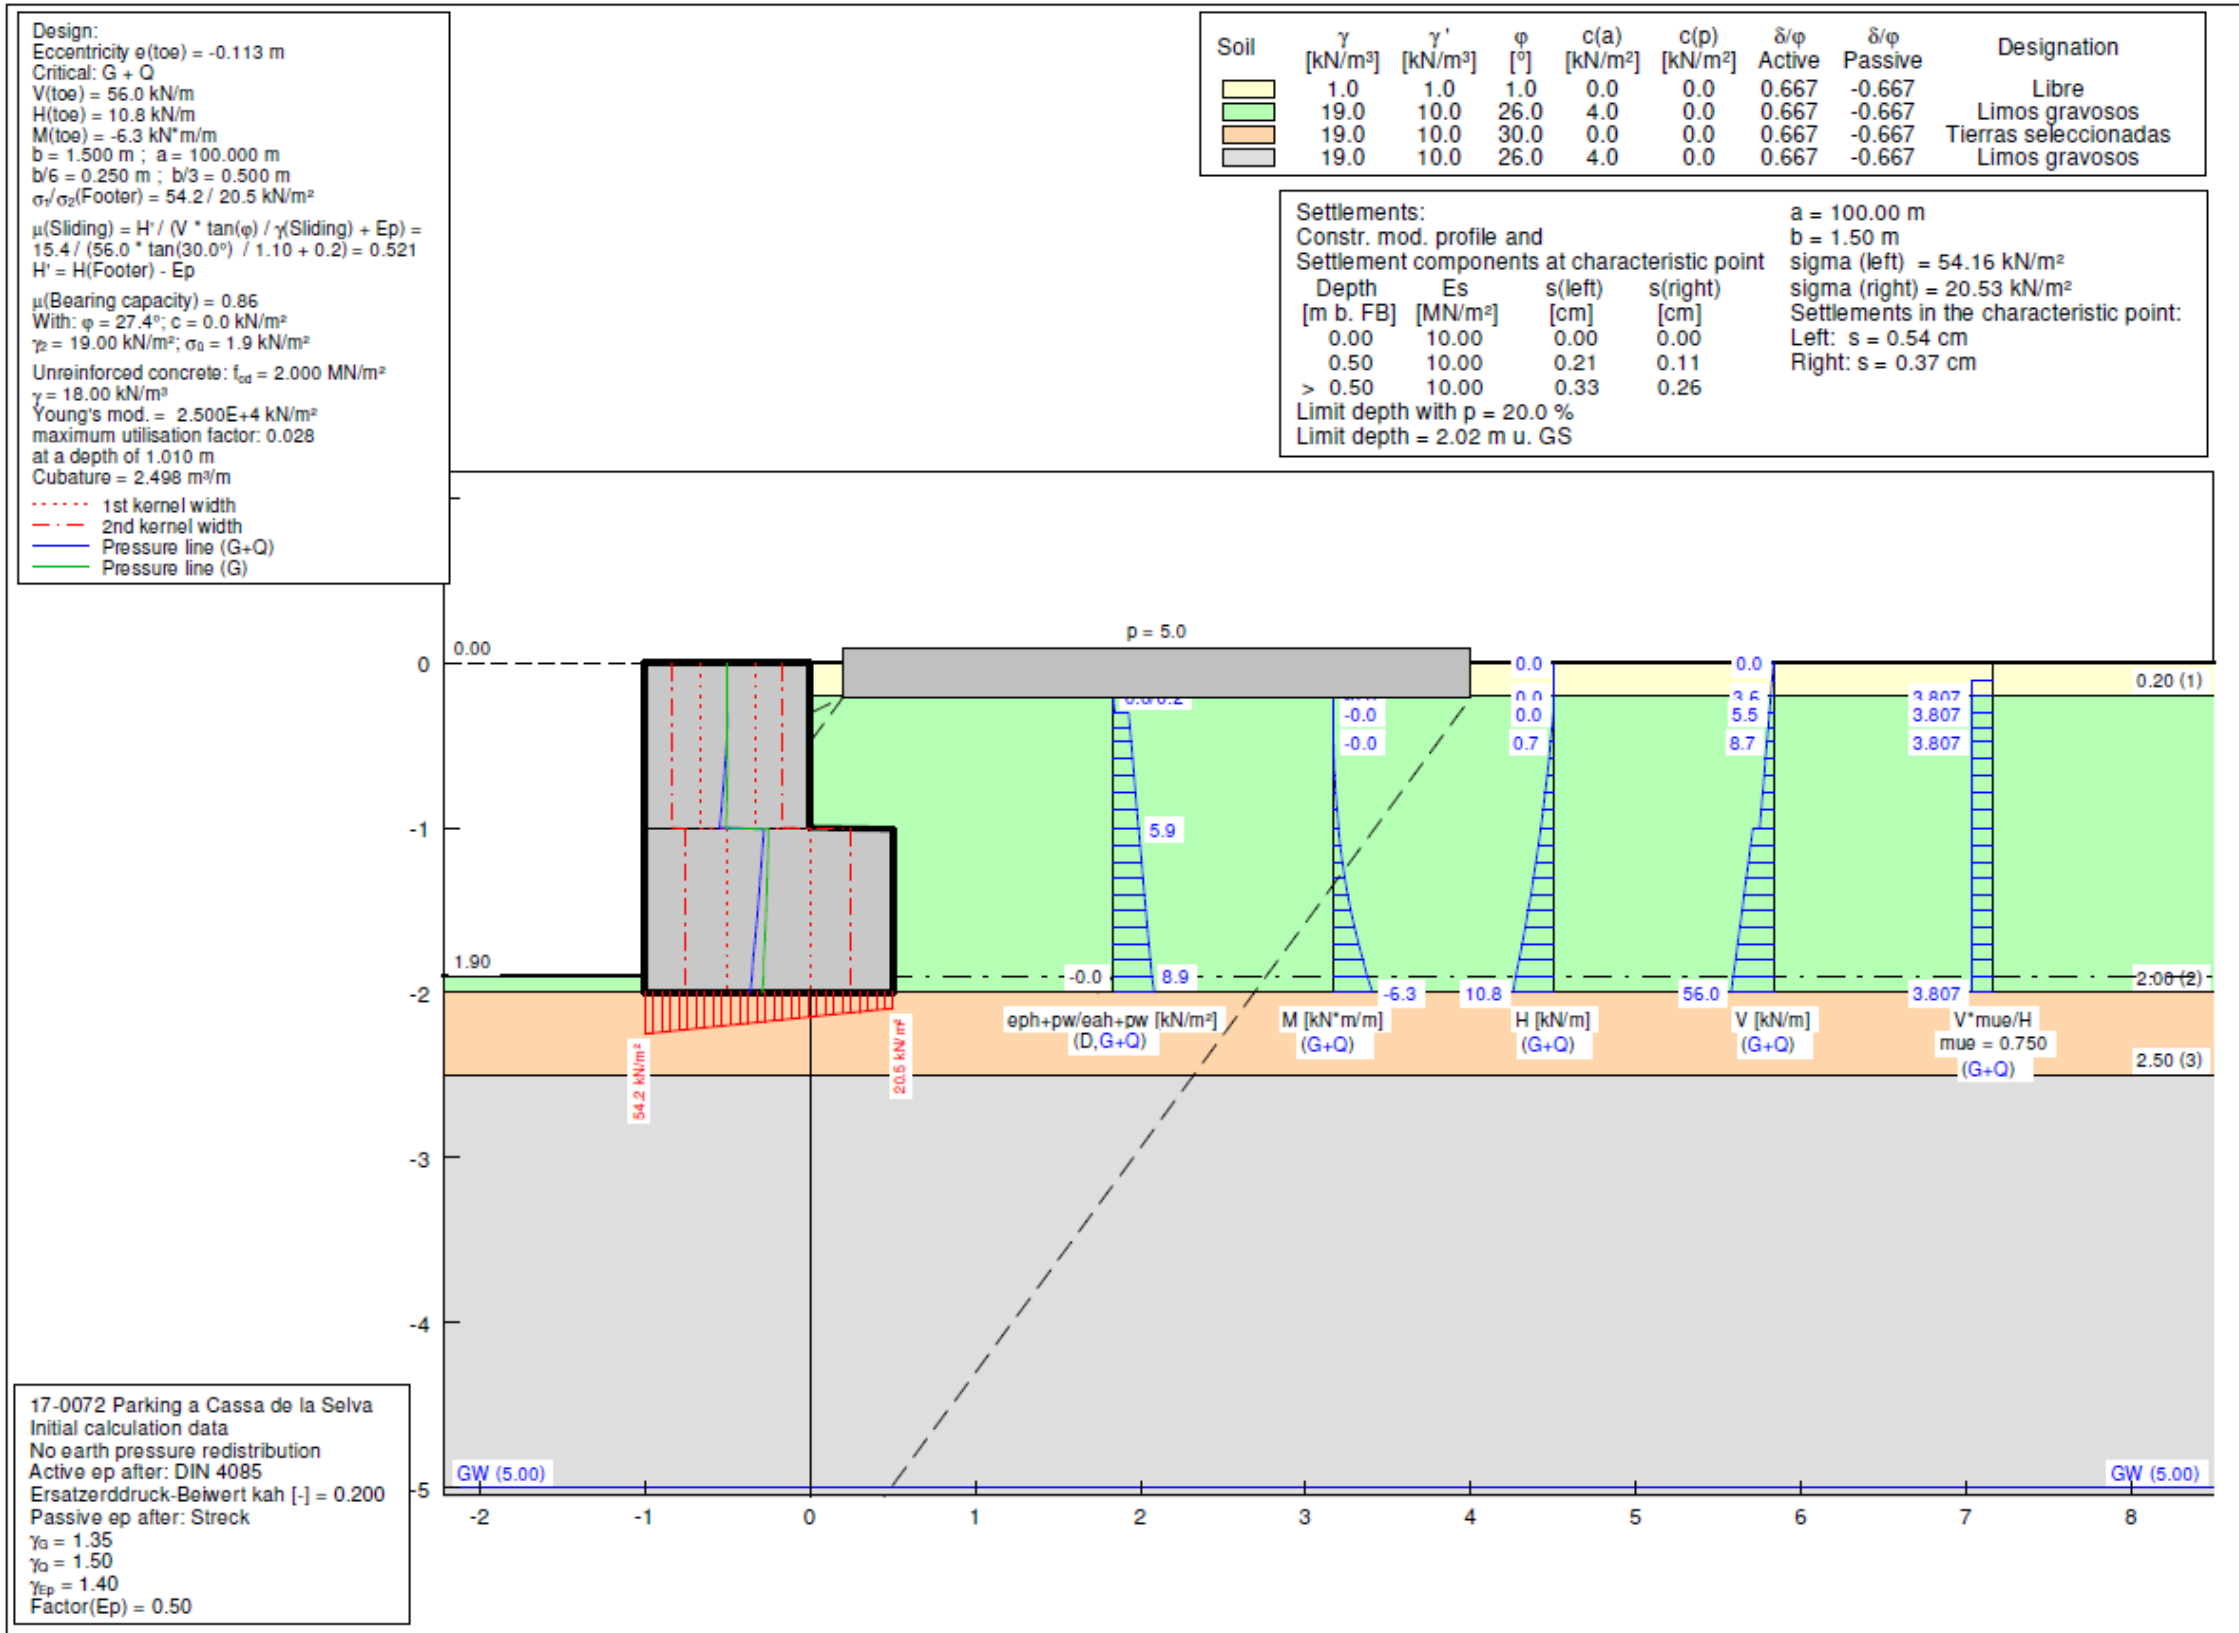 Design:
Eccentricity e(toe) = -0.113 m
Critical: G + Q
V(toe) = 56.0 kN/m
H(toe) = 10.8 kN/m
M(toe) = -6.3 kN*m/m
b = 1.500 m ; a = 100.000 m
b/6 = 0.250 m ; b/3 = 0.500 m
σ₁/σ₂(Footer) = 54.2 / 20.5 kN/m²
μ(Sliding) = H' / (V * tan(φ) / γ(Sliding) + Ep) =
15.4 / (56.0 * tan(30.0°) / 1.10 + 0.2) = 0.521
H' = H(Footer) - Ep
μ(Bearing capacity) = 0.86
With: φ = 27.4°; c = 0.0 kN/m²
γ₂ = 19.00 kN/m²; σ₀ = 1.9 kN/m²
Unreinforced concrete: fcd = 2.000 MN/m²
γ = 18.00 kN/m³
Young's mod. = 2.500E+4 kN/m²
maximum utilisation factor: 0.028
at a depth of 1.010 m
Cubature = 2.498 m³/m
1st kernel width
2nd kernel width
Pressure line (G+Q)
Pressure line (G)
Soil γ γ' φ c(a) c(p) δ/φ δ/φ Designation
[kN/m³] [kN/m³] [°] [kN/m²] [kN/m²] Active Passive
1.0 1.0 1.0 0.0 0.0 0.667 -0.667 Libre
19.0 10.0 26.0 4.0 0.0 0.667 -0.667 Limos gravosos
19.0 10.0 30.0 0.0 0.0 0.667 -0.667 Tierras seleccionadas
19.0 10.0 26.0 4.0 0.0 0.667 -0.667 Limos gravosos
Settlements:
Constr. mod. profile and
Settlement components at characteristic point
Depth Es s(left) s(right)
[m b. FB] [MN/m²] [cm] [cm]
0.00 10.00 0.00 0.00
0.50 10.00 0.21 0.11
> 0.50 10.00 0.33 0.26
Limit depth with p = 20.0 %
Limit depth = 2.02 m u. GS
a = 100.00 m
b = 1.50 m
sigma (left) = 54.16 kN/m²
sigma (right) = 20.53 kN/m²
Settlements in the characteristic point:
Left: s = 0.54 cm
Right: s = 0.37 cm
p = 5.0
0 0.00 0.0 0.0
0.20 (1)
0.0 3.6 3.807
-0.0 0.0 5.5 3.807
-0.0 0.7 8.7 3.807
-1 5.9
1.90 -0.0 8.9 2.00 (2)
-2 -6.3 10.8 56.0 3.807
eph+pw/eah+pw [kN/m²] M [kN*m/m] H [kN/m] V [kN/m] V*mue/H
(D,G+Q) (G+Q) (G+Q) (G+Q) mue = 0.750
(G+Q)
54.2 kN/m²
20.5 kN/m²
2.50 (3)
-3
-4
-5
GW (5.00) GW (5.00)
-2 -1 0 1 2 3 4 5 6 7 8
17-0072 Parking a Cassa de la Selva
Initial calculation data
No earth pressure redistribution
Active ep after: DIN 4085
Ersatzerddruck-Beiwert kah [-] = 0.200
Passive ep after: Streck
γG = 1.35
γQ = 1.50
γEp = 1.40
Factor(Ep) = 0.50